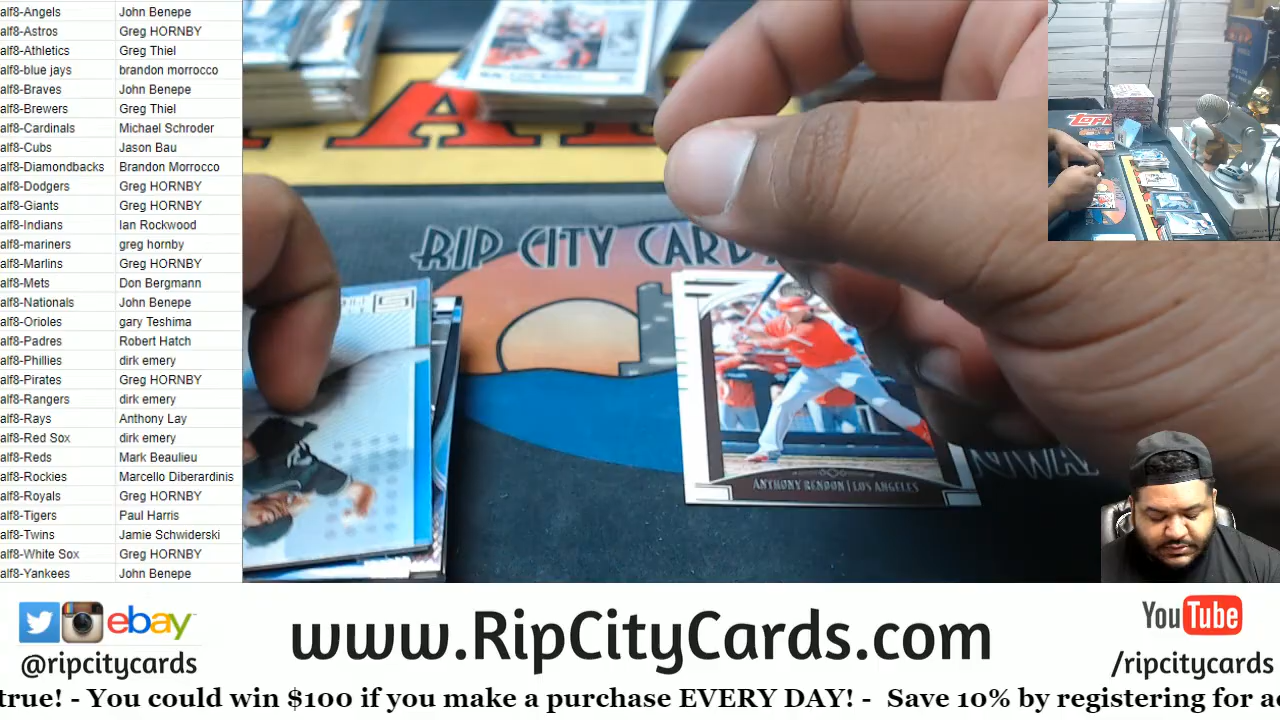 alf8-Angels John Benepe
alf8-Astros Greg HORNBY
alf8-Athletics Greg Thiel
alf8-blue jays brandon morrocco
alf8-Braves John Benepe
alf8-Brewers Greg Thiel
alf8-Cardinals Michael Schroder
alf8-Cubs Jason Bau
alf8-Diamondbacks Brandon Morrocco
alf8-Dodgers Greg HORNBY
alf8-Giants Greg HORNBY
alf8-Indians Ian Rockwood
alf8-mariners greg hornby
alf8-Marlins Greg HORNBY
alf8-Mets Don Bergmann
alf8-Nationals John Benepe
alf8-Orioles gary Teshima
alf8-Padres Robert Hatch
alf8-Phillies dirk emery
alf8-Pirates Greg HORNBY
alf8-Rangers dirk emery
alf8-Rays Anthony Lay
alf8-Red Sox dirk emery
alf8-Reds Mark Beaulieu
alf8-Rockies Marcello Diberardinis
alf8-Royals Greg HORNBY
alf8-Tigers Paul Harris
alf8-Twins Jamie Schwiderski
alf8-White Sox Greg HORNBY
alf8-Yankees John Benepe
RIP CITY CARD
ANTHONY RENDON | LOS ANGELES
TOPPS
ebay
@ripcitycards
www.RipCityCards.com
YouTube
/ripcitycards
true! - You could win $100 if you make a purchase EVERY DAY! - Save 10% by registering for a